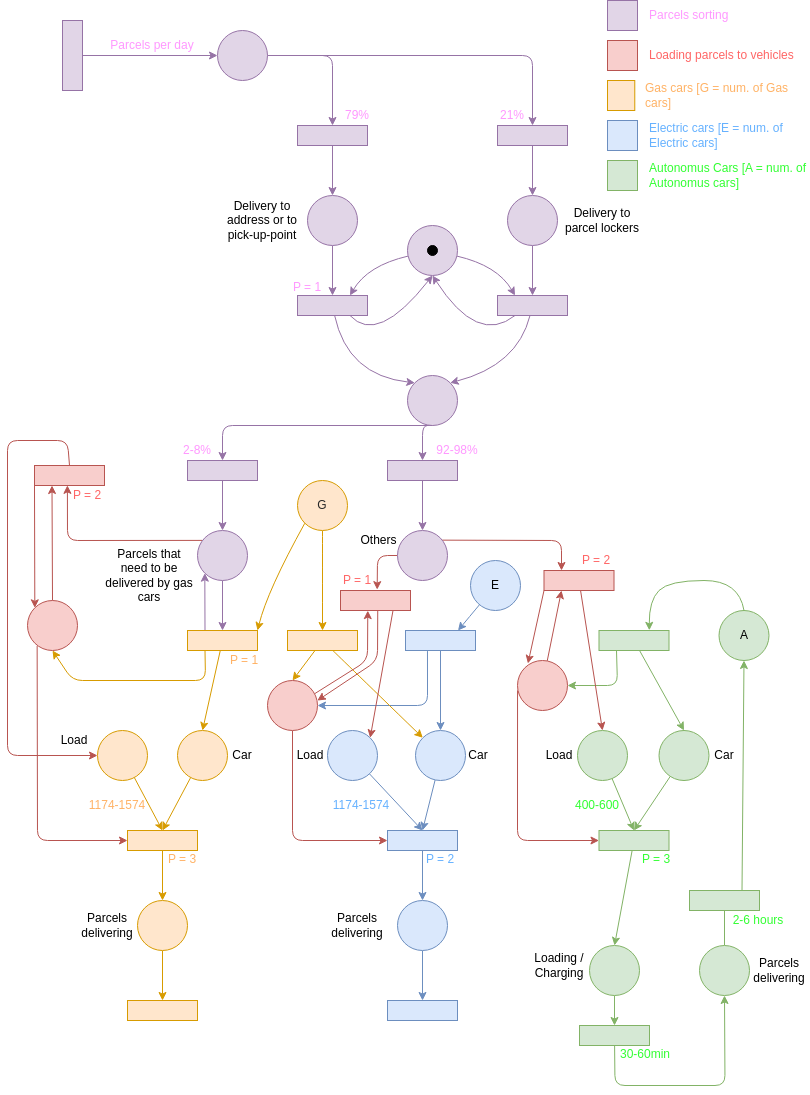 Parcels per day
Parcels sorting
Loading parcels to vehicles
Gas cars [G = num. of Gas
cars]
Electric cars [E = num. of
Electric cars]
Autonomus Cars [A = num. of
Autonomus cars]
79%
21%
Delivery to
address or to
pick-up-point
Delivery to
parcel lockers
P = 1
2-8%
92-98%
P = 2
G
Others
Parcels that
need to be
delivered by gas
cars
P = 1
E
P = 2
P = 1
A
Load
Car
Load
Car
Load
Car
1174-1574
1174-1574
400-600
P = 3
P = 2
P = 3
Parcels
delivering
Parcels
delivering
2-6 hours
Loading /
Charging
Parcels
delivering
30-60min